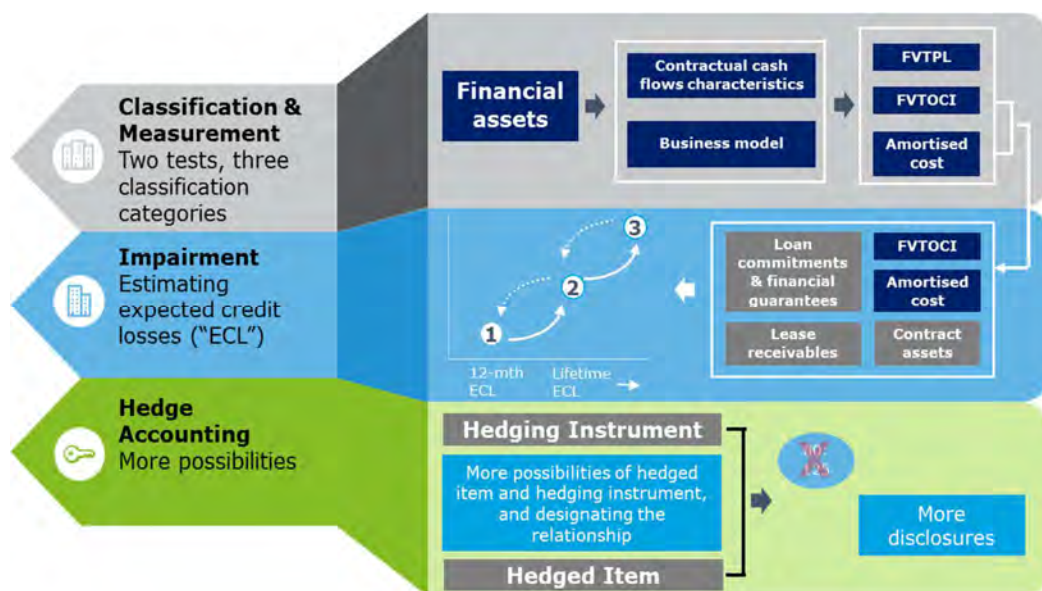 Classification &
Measurement
Two tests, three
classification
categories
Financial
assets
Contractual cash
flows characteristics
Business model
FVTPL
FVTOCI
Amortised
cost
Impairment
Estimating
expected credit
losses (“ECL”)
1
2
3
12-mth
ECL
Lifetime
ECL
Loan
commitments
& financial
guarantees
FVTOCI
Amortised
cost
Lease
receivables
Contract
assets
Hedge
Accounting
More possibilities
Hedging Instrument
More possibilities of hedged
item and hedging instrument,
and designating the
relationship
Hedged Item
More
disclosures